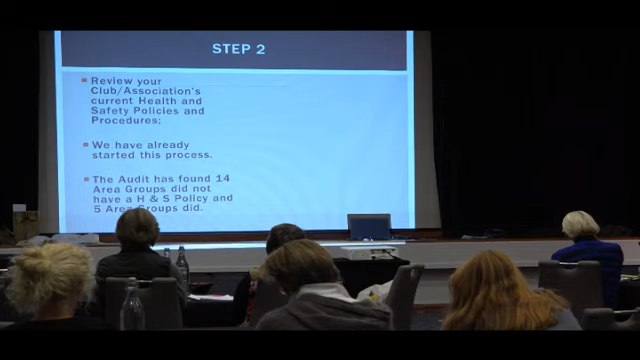 STEP 2
Review your
Club/Association's
current Health and
Safety Policies and
Procedures;
We have already
started this process.
The Audit has found 14
Area Groups did not
have a H & S Policy and
5 Area Groups did.